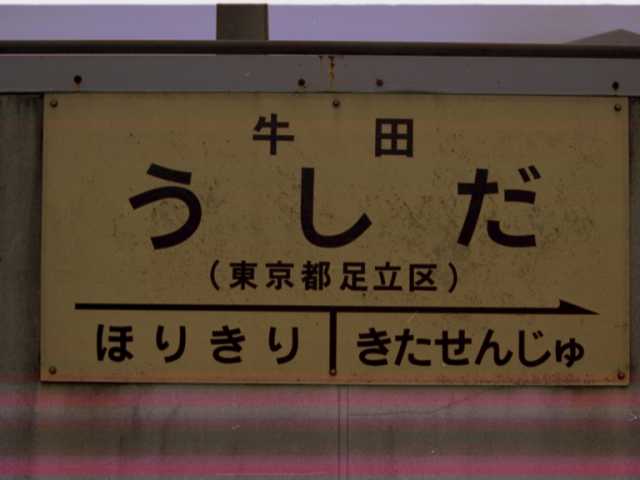 牛田
うしだ
（東京都足立区）
ほりきり きたせんじゅ